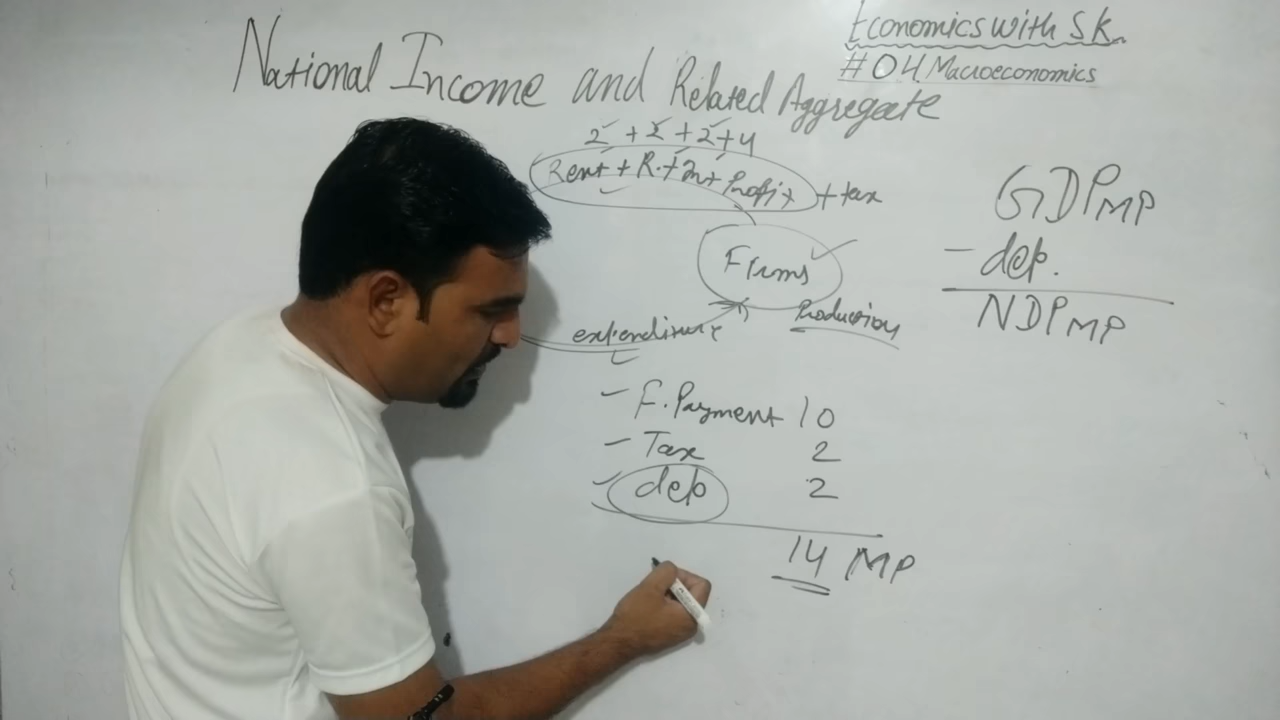 Economics with S.K.
#04 Macroeconomics
National Income and Related Aggregate
2 + 2 + 2 + 4
Rent + R. + In + Profit + tax
Firms
Production
expenditure
GDPMP
- dep.
NDPMP
- F. Payment 10
- Tax 2
dep 2
14 MP